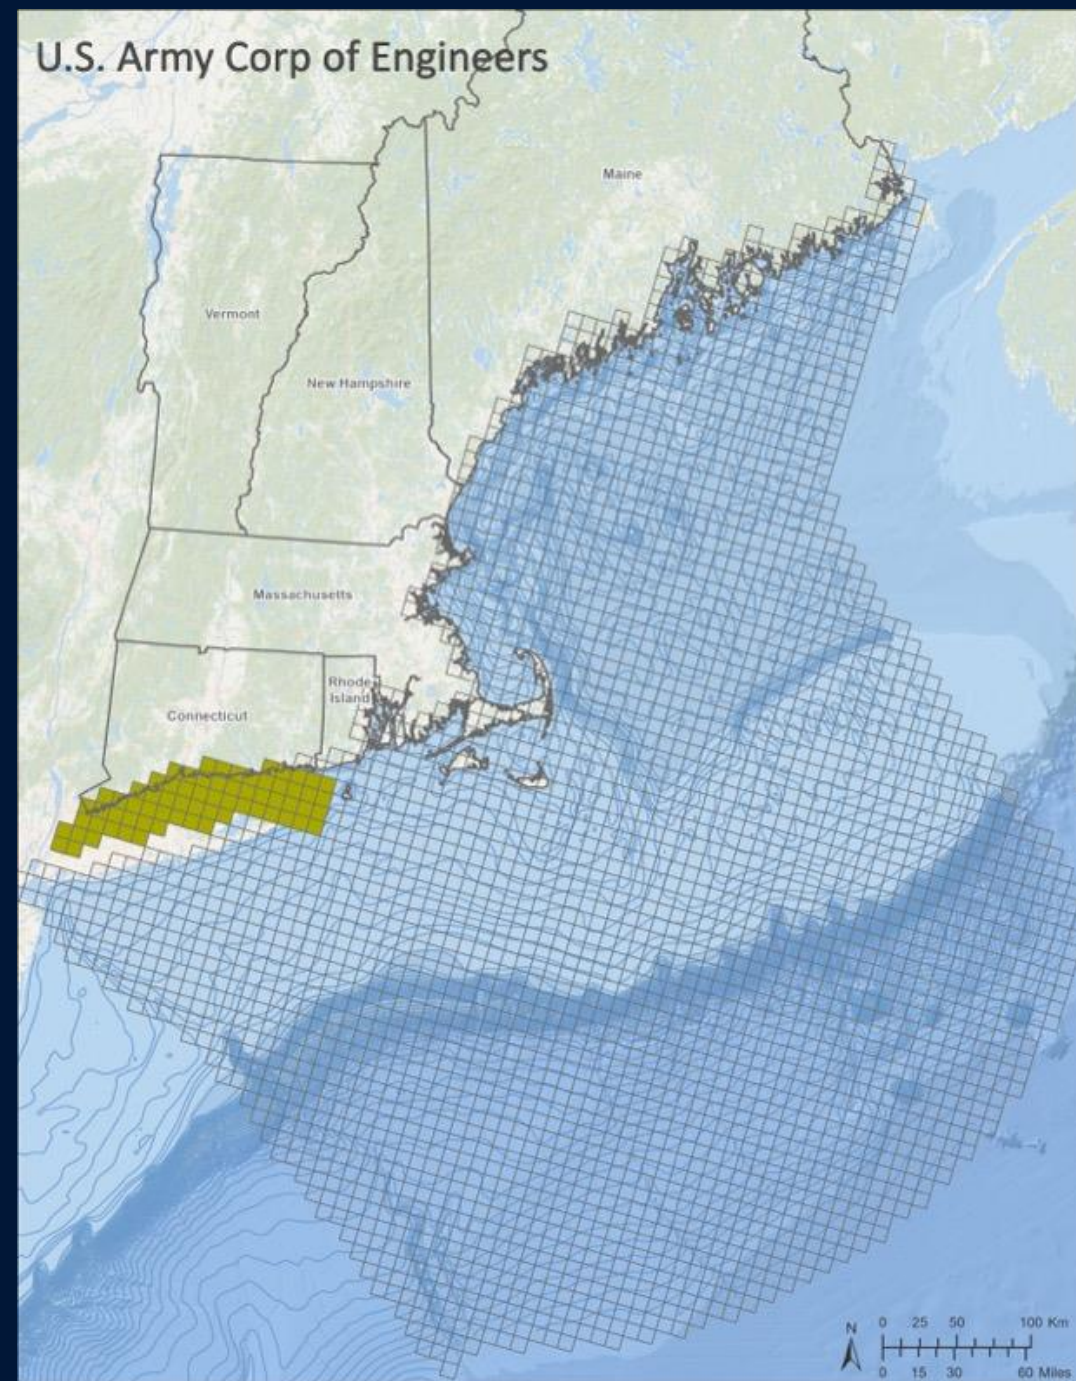 U.S. Army Corp of Engineers
Maine
Vermont
New Hampshire
Massachusetts
Rhode
Island
Connecticut
N
0 25 50 100 Km
0 15 30 60 Miles